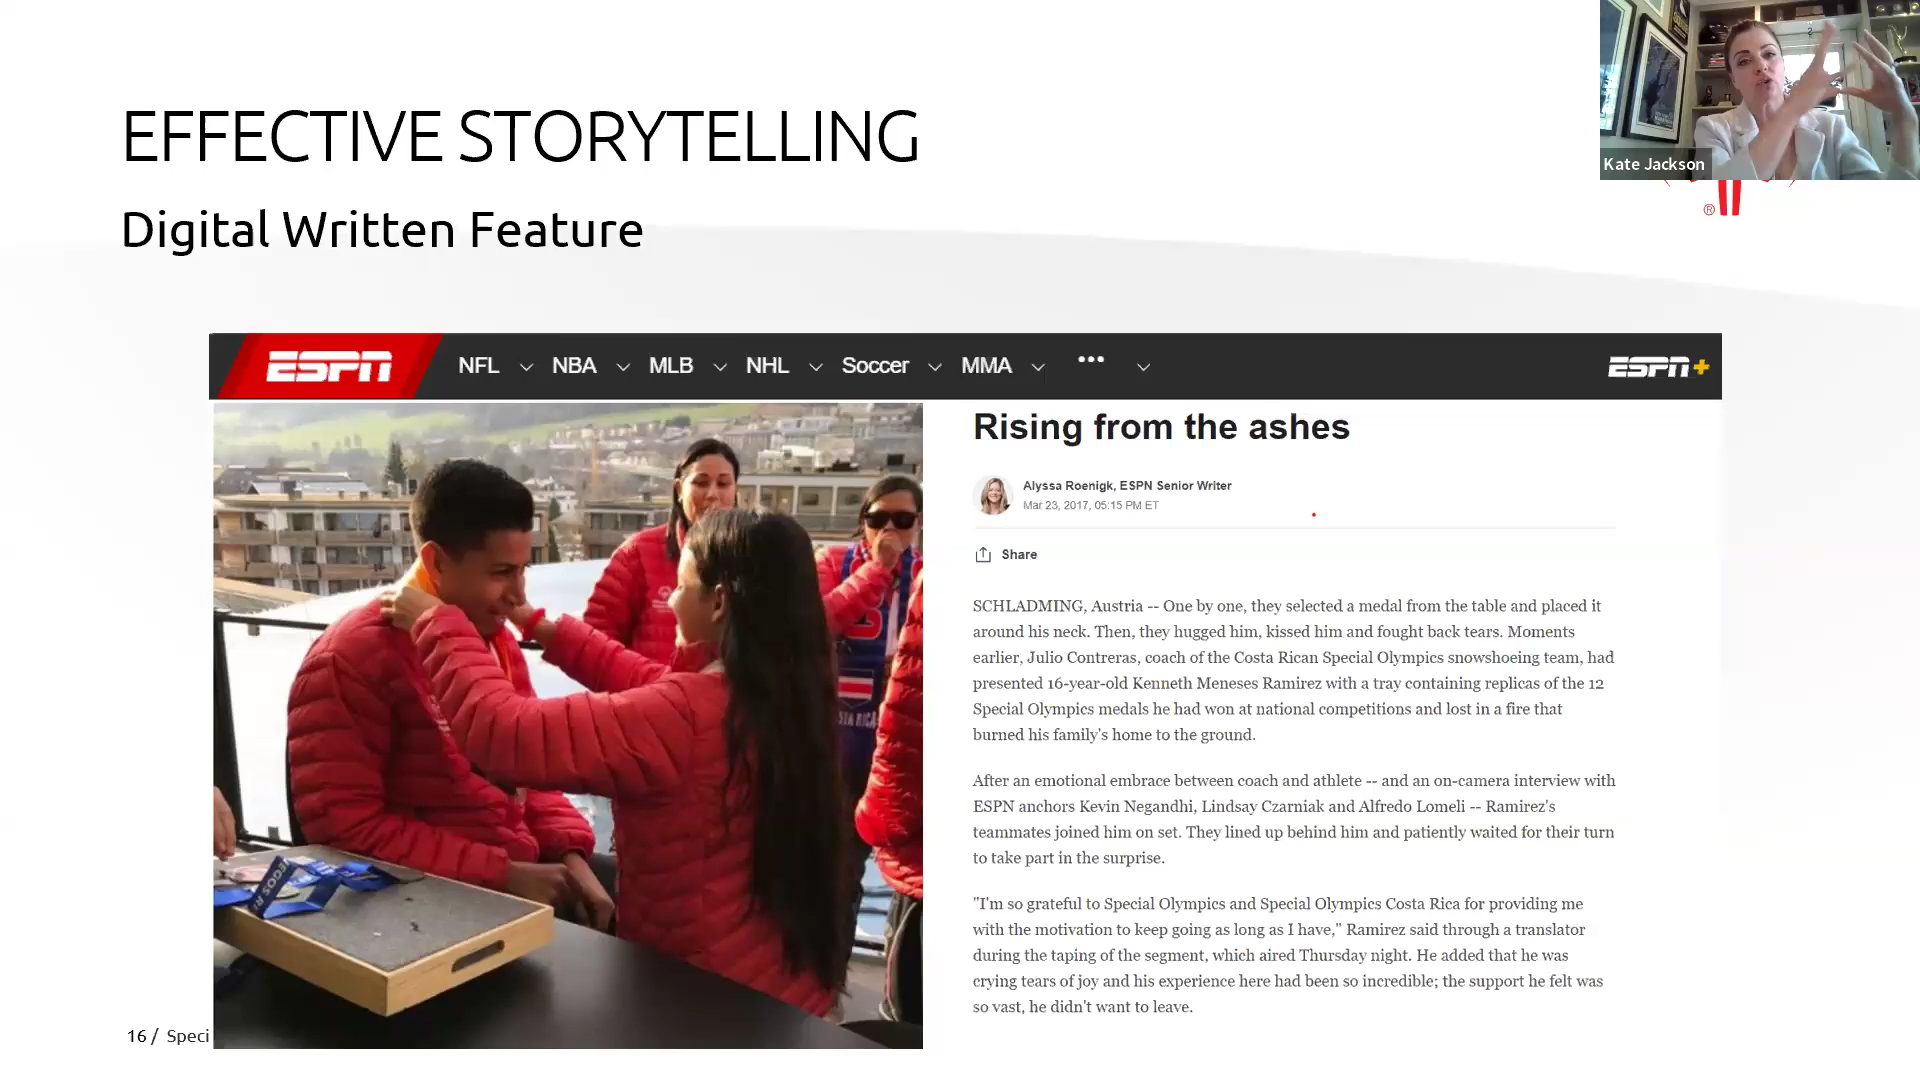 EFFECTIVE STORYTELLING
Digital Written Feature
Kate Jackson
®
ESPN NFL NBA MLB NHL Soccer MMA ••• ESPN+
Rising from the ashes
Alyssa Roenigk, ESPN Senior Writer
Mar 23, 2017, 05:15 PM ET
Share
SCHLADMING, Austria -- One by one, they selected a medal from the table and placed it
around his neck. Then, they hugged him, kissed him and fought back tears. Moments
earlier, Julio Contreras, coach of the Costa Rican Special Olympics snowshoeing team, had
presented 16-year-old Kenneth Meneses Ramirez with a tray containing replicas of the 12
Special Olympics medals he had won at national competitions and lost in a fire that
burned his family's home to the ground.
After an emotional embrace between coach and athlete -- and an on-camera interview with
ESPN anchors Kevin Negandhi, Lindsay Czarniak and Alfredo Lomeli -- Ramirez's
teammates joined him on set. They lined up behind him and patiently waited for their turn
to take part in the surprise.
"I'm so grateful to Special Olympics and Special Olympics Costa Rica for providing me
with the motivation to keep going as long as I have," Ramirez said through a translator
during the taping of the segment, which aired Thursday night. He added that he was
crying tears of joy and his experience here had been so incredible; the support he felt was
so vast, he didn't want to leave.
16 / Speci